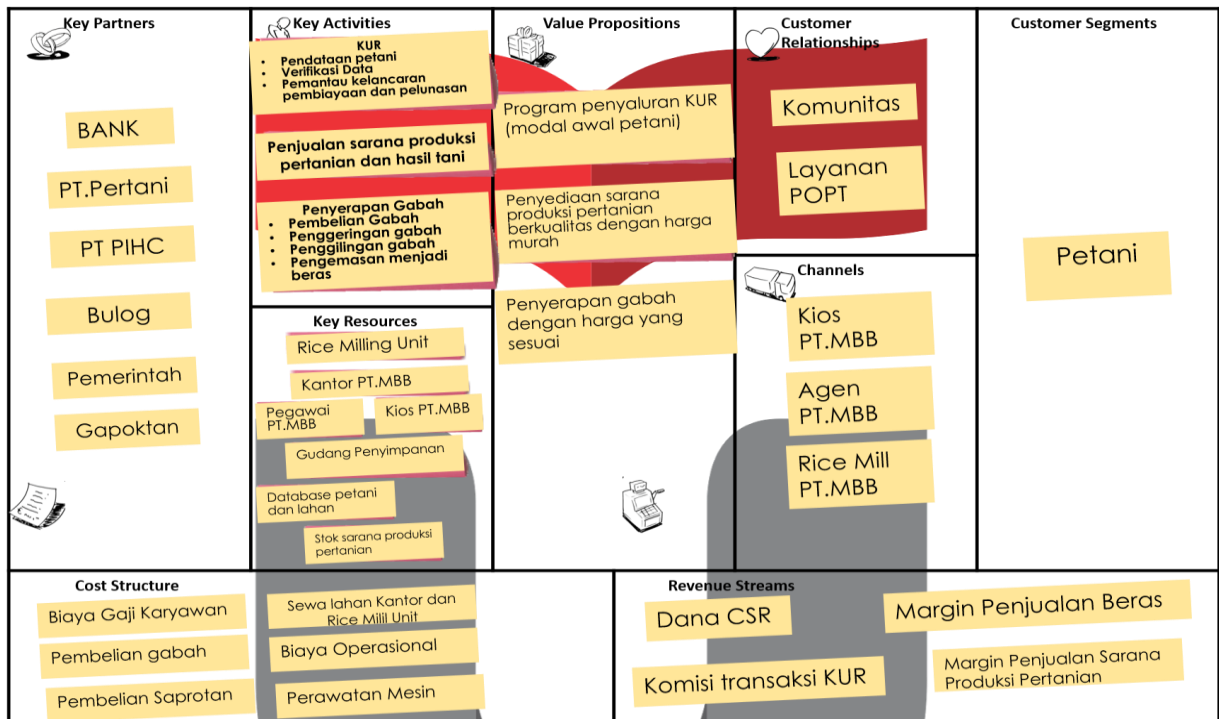 Key Partners
BANK
PT.Pertani
PT PIHC
Bulog
Pemerintah
Gapoktan
Key Activities
KUR
• Pendataan petani
• Verifikasi Data
• Pemantau kelancaran
pembiayaan dan pelunasan
Penjualan sarana produksi
pertanian dan hasil tani
Penyerapan Gabah
• Pembelian Gabah
• Penggeringan gabah
• Penggilingan gabah
• Pengemasan menjadi
beras
Key Resources
Rice Milling Unit
Kantor PT.MBB
Pegawai
PT.MBB
Kios PT.MBB
Gudang Penyimpanan
Database petani
dan lahan
Stok sarana produksi
pertanian
Value Propositions
Program penyaluran KUR
(modal awal petani)
Penyediaan sarana
produksi pertanian
berkualitas dengan harga
murah
Penyerapan gabah
dengan harga yang
sesuai
Customer
Relationships
Komunitas
Layanan
POPT
Channels
Kios
PT.MBB
Agen
PT.MBB
Rice Mill
PT.MBB
Customer Segments
Petani
Cost Structure
Biaya Gaji Karyawan
Pembelian gabah
Pembelian Saprotan
Sewa lahan Kantor dan
Rice Milil Unit
Biaya Operasional
Perawatan Mesin
Revenue Streams
Dana CSR
Komisi transaksi KUR
Margin Penjualan Beras
Margin Penjualan Sarana
Produksi Pertanian